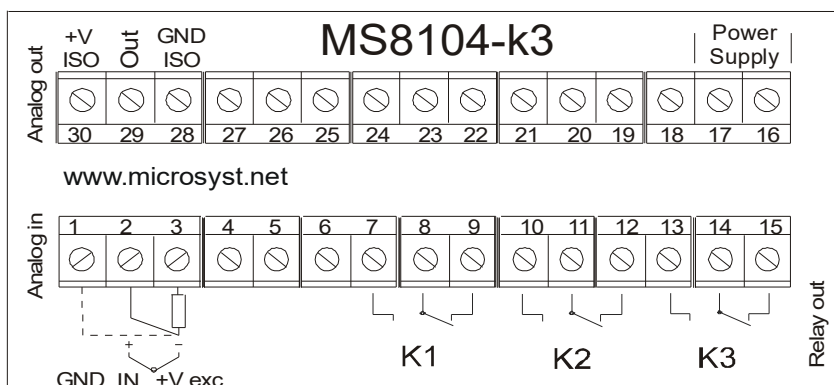 MS8104-k3
+V
ISO
Out
GND
ISO
Power
Supply
Analog out
30 29 28 27 26 25 24 23 22 21 20 19 18 17 16
www.microsyst.net
Analog in
1 2 3 4 5 6 7 8 9 10 11 12 13 14 15
+ −
K1 K2 K3
Relay out
GND IN +V exc